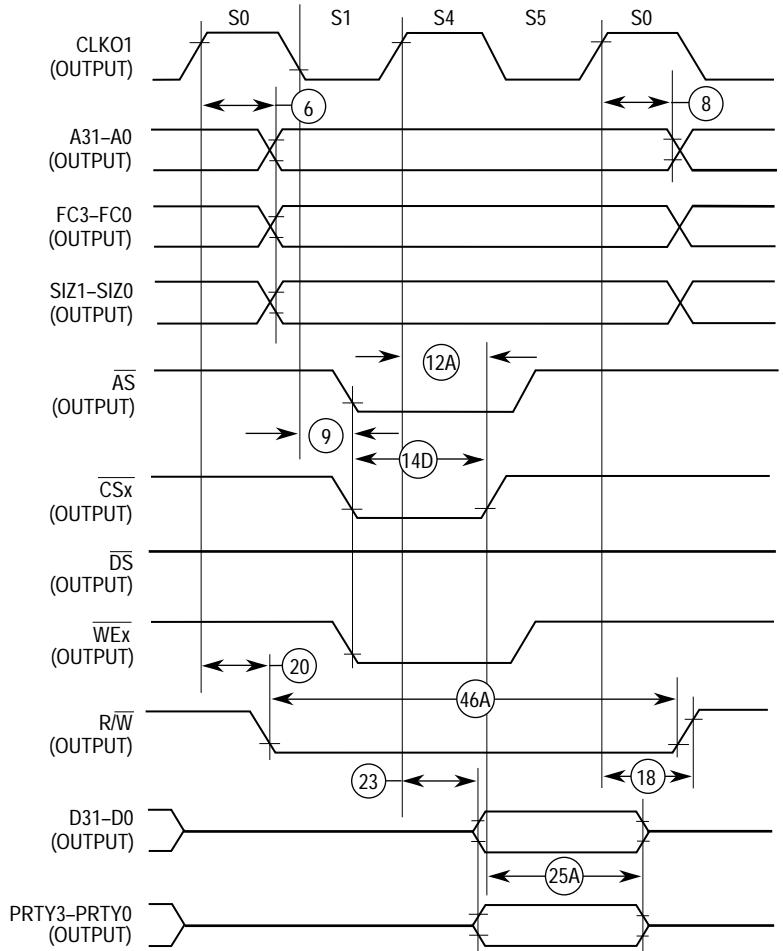 S0 S1 S4 S5 S0
CLKO1
(OUTPUT)
6 8
A31–A0
(OUTPUT)
FC3–FC0
(OUTPUT)
SIZ1–SIZ0
(OUTPUT)
12A
AS
(OUTPUT)
9
14D
CSx
(OUTPUT)
DS
(OUTPUT)
WEx
(OUTPUT)
20
46A
R/W
(OUTPUT)
23 18
D31–D0
(OUTPUT)
25A
PRTY3–PRTY0
(OUTPUT)